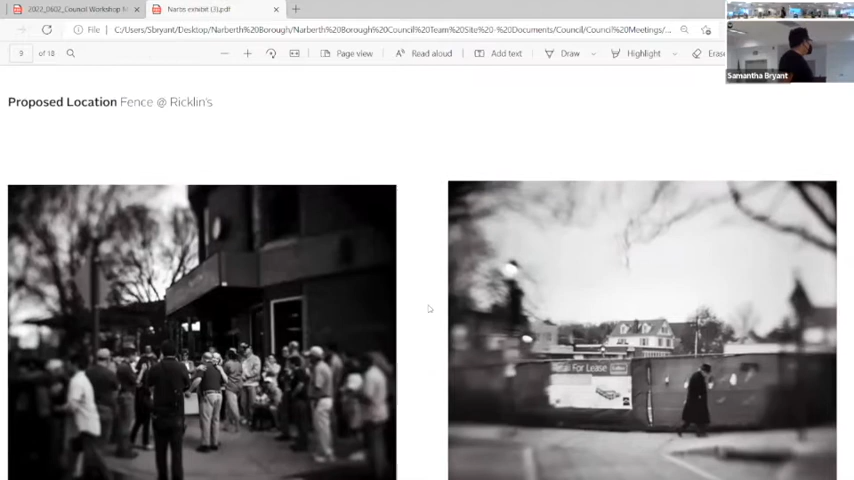 2022_0602_Council Workshop M
Narbs exhibit (3).pdf
File
C:/Users/Sbryant/Desktop/Narberth%20Borough/Narberth%20Borough%20Council%20Team%20Site%20-%20Documents/Council/Council%20Meetings/...
9 of 18
Page view
Read aloud
Add text
Draw
Highlight
Eras
Samantha Bryant
Proposed Location Fence @ Ricklin's
Retail For Lease